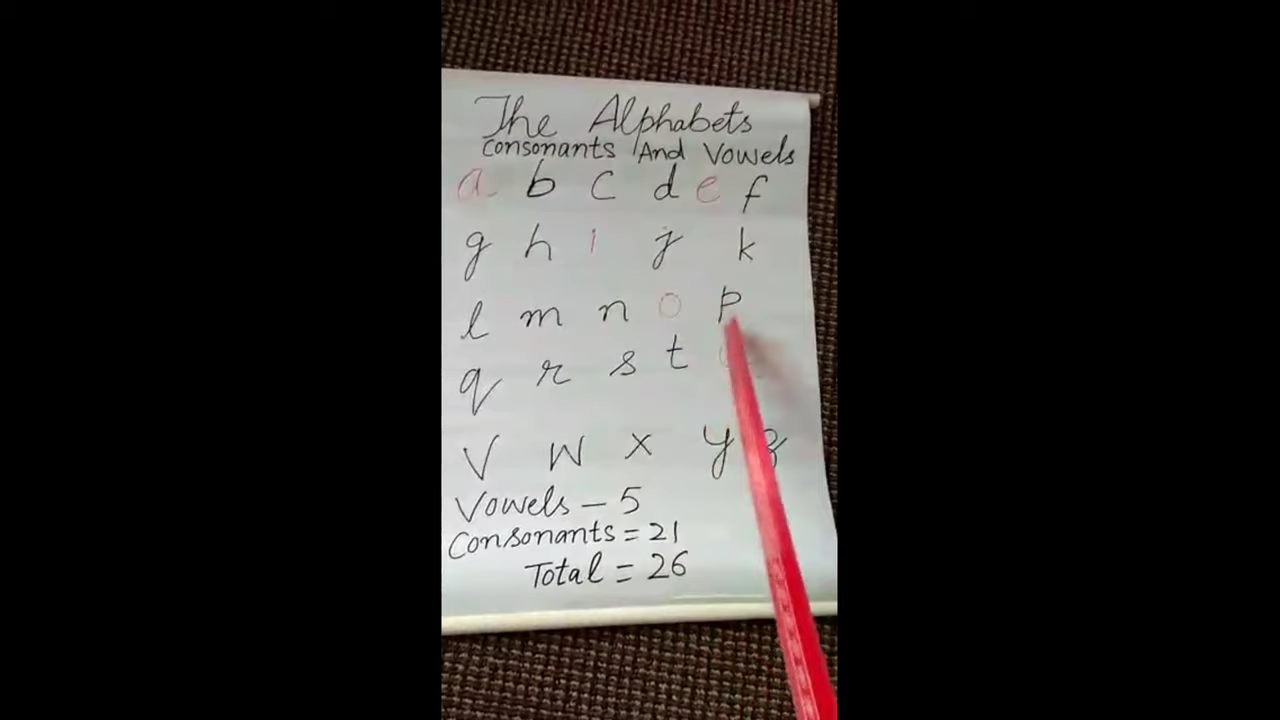 The Alphabets
Consonants And Vowels
a b c d e f
g h i j k
l m n o p
q r s t
v w x y z
Vowels - 5
Consonants = 21
Total = 26